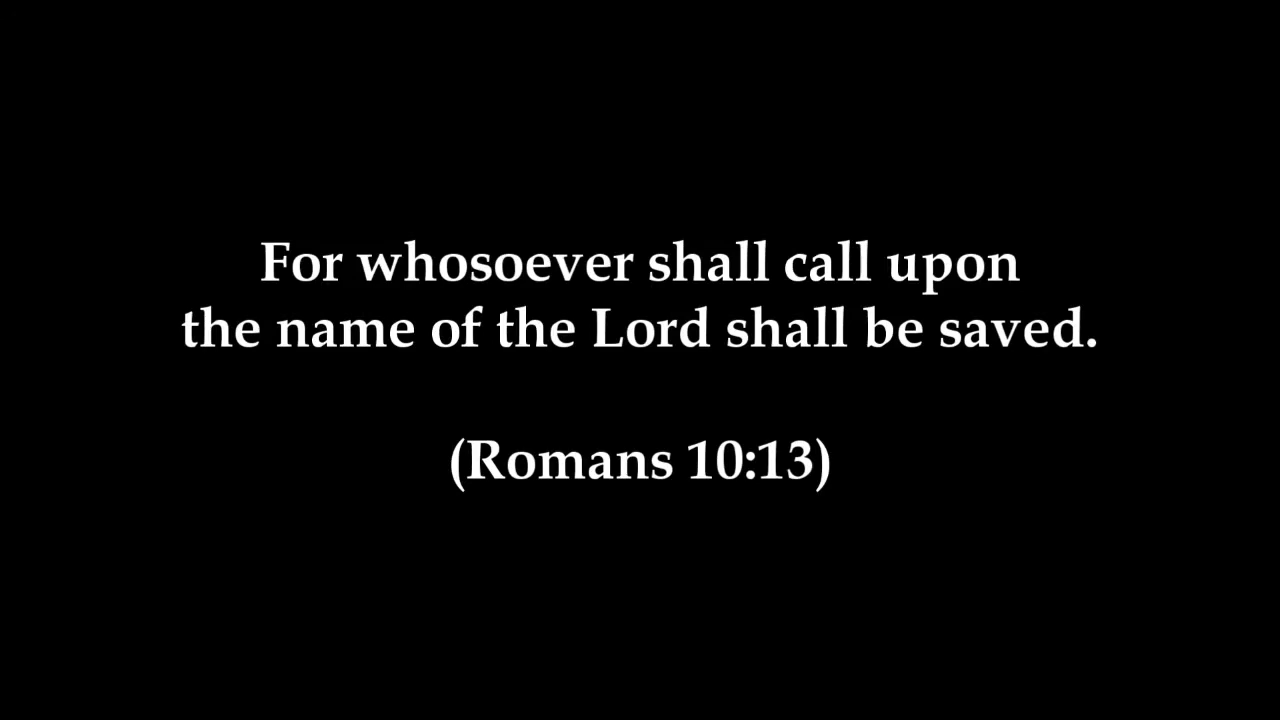 For whosoever shall call upon
the name of the Lord shall be saved.
(Romans 10:13)